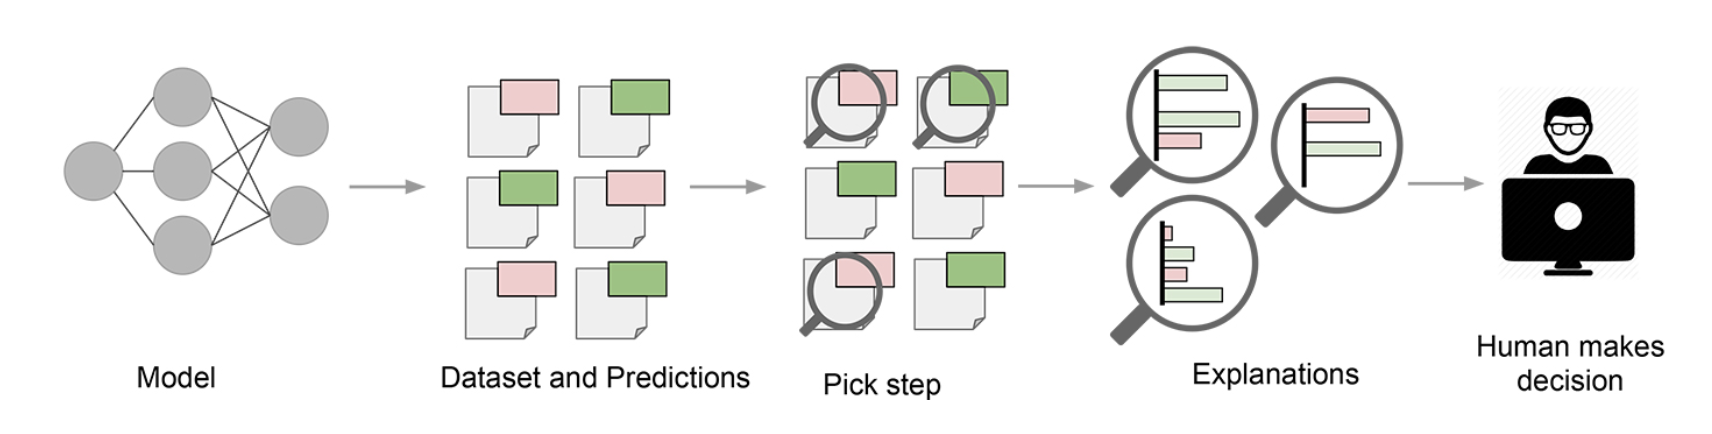 Model
Dataset and Predictions
Pick step
Explanations
Human makes
decision